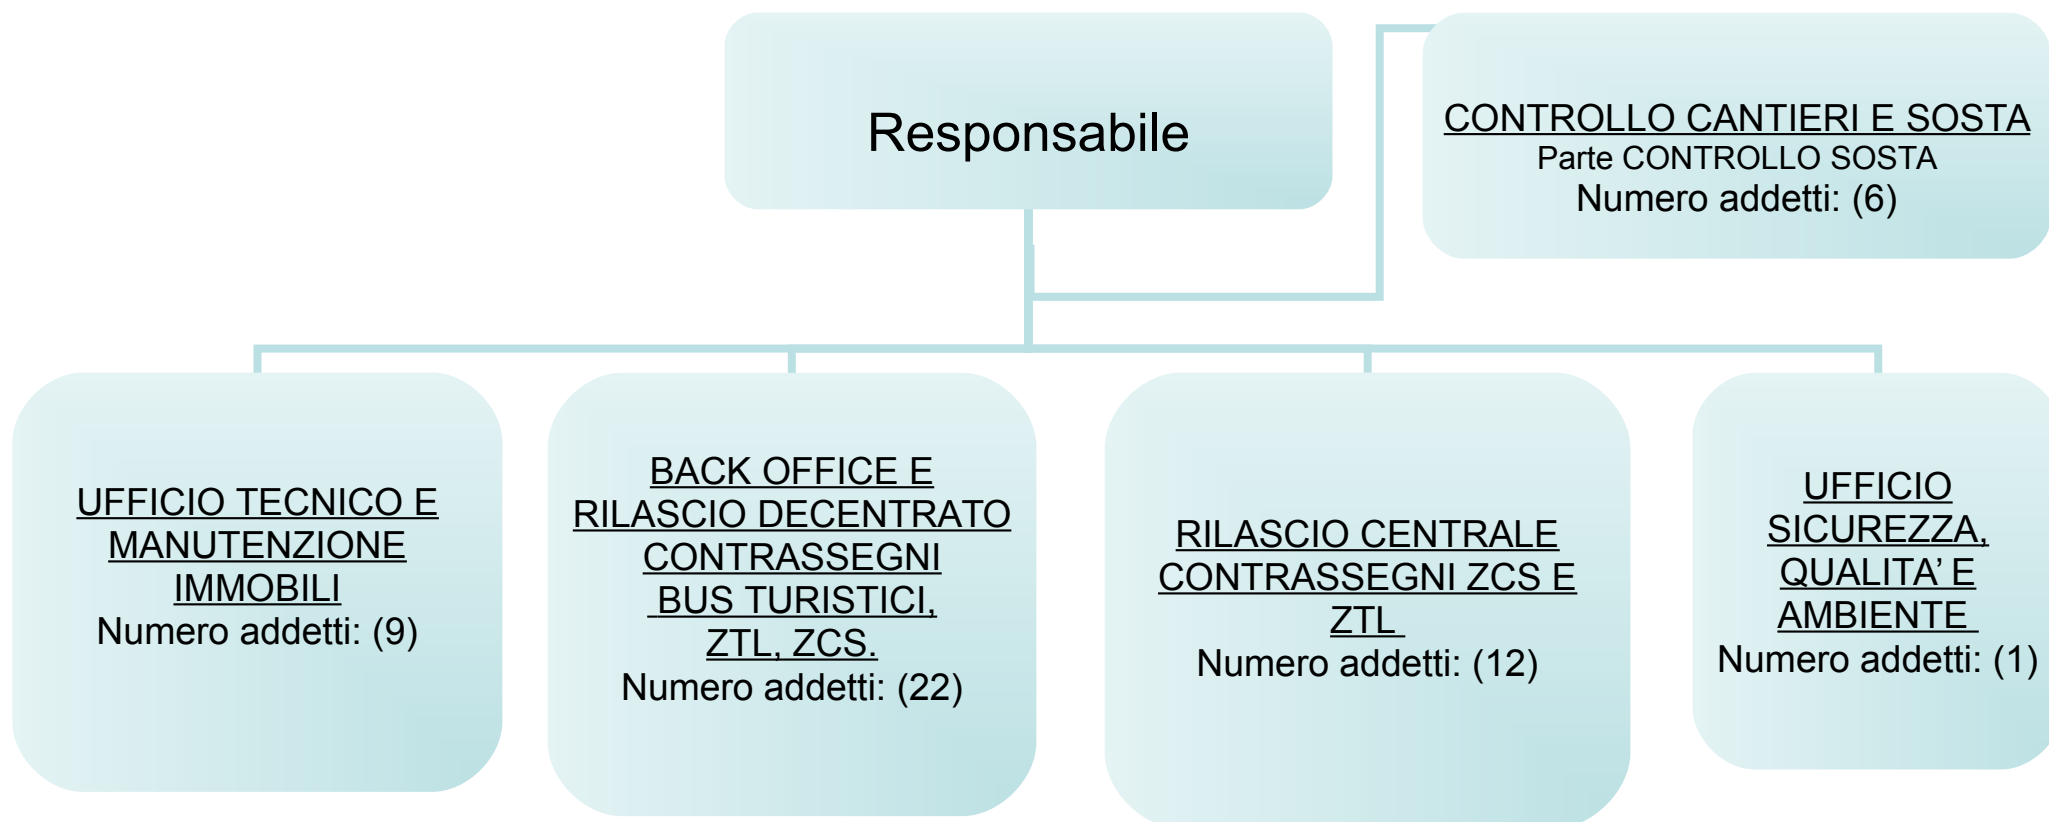 Responsabile
CONTROLLO CANTIERI E SOSTA
Parte CONTROLLO SOSTA
Numero addetti: (6)
UFFICIO TECNICO E
MANUTENZIONE
IMMOBILI
Numero addetti: (9)
BACK OFFICE E
RILASCIO DECENTRATO
CONTRASSEGNI
BUS TURISTICI,
ZTL, ZCS.
Numero addetti: (22)
RILASCIO CENTRALE
CONTRASSEGNI ZCS E
ZTL
Numero addetti: (12)
UFFICIO
SICUREZZA,
QUALITA’ E
AMBIENTE
Numero addetti: (1)